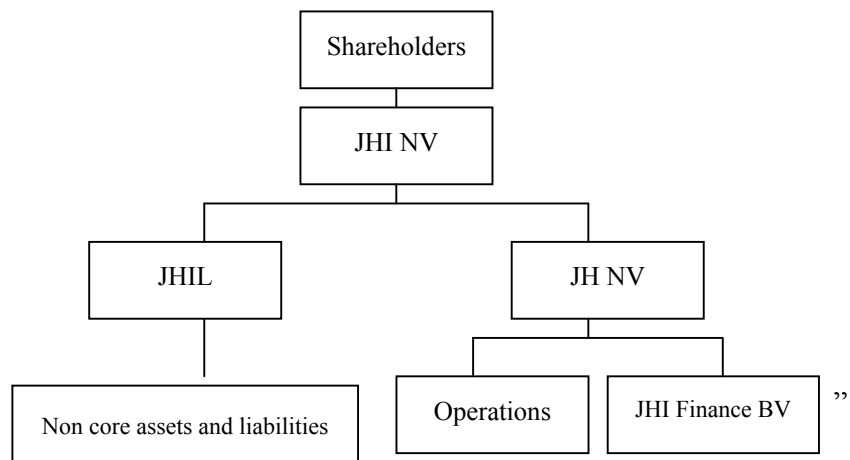 Shareholders
JHI NV
JHIL
JH NV
Non core assets and liabilities
Operations
JHI Finance BV
”